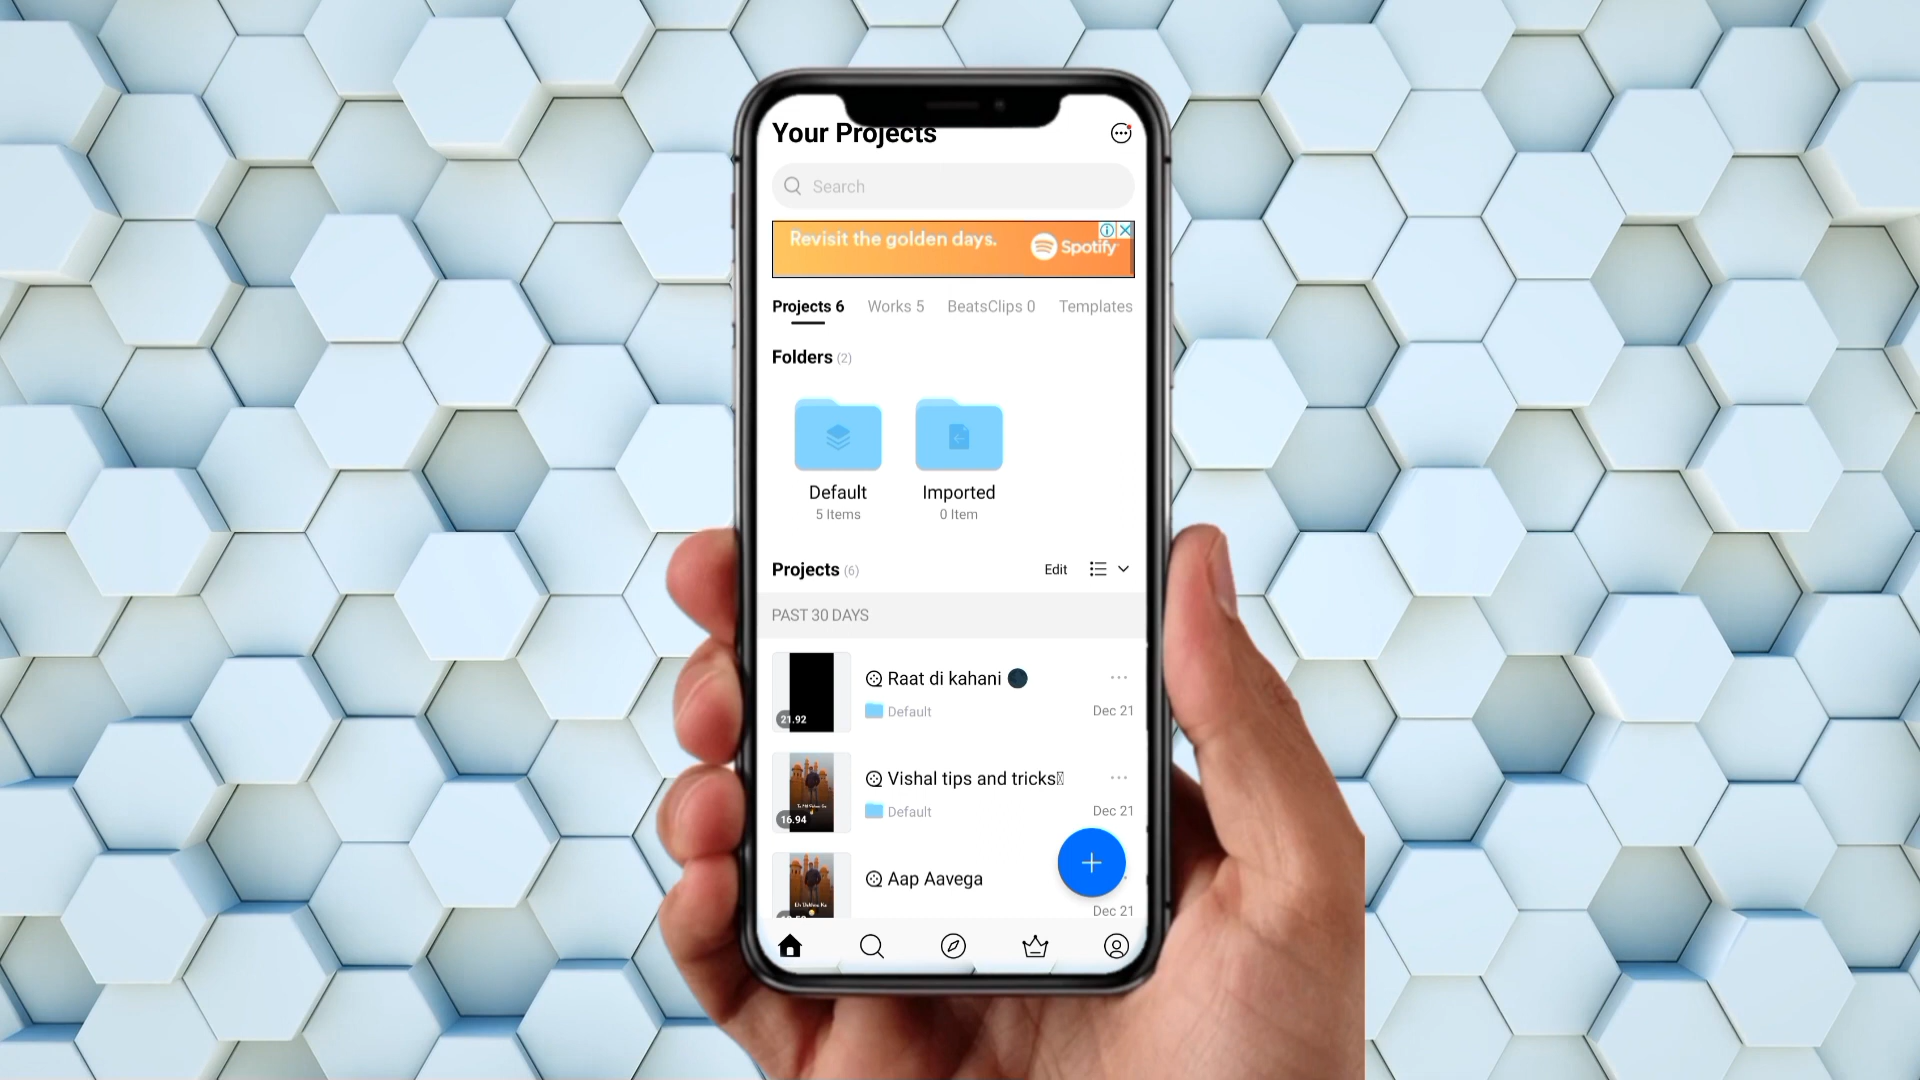 Your Projects
Search
Revisit the golden days.
Spotify
Projects 6 Works 5 BeatsClips 0 Templates
Folders (2)
Default Imported
5 Items 0 Item
Projects (6) Edit
PAST 30 DAYS
Raat di kahani 🌑
21.92 Default Dec 21
Vishal tips and tricks
16.94 Default Dec 21
Aap Aavega
Dec 21